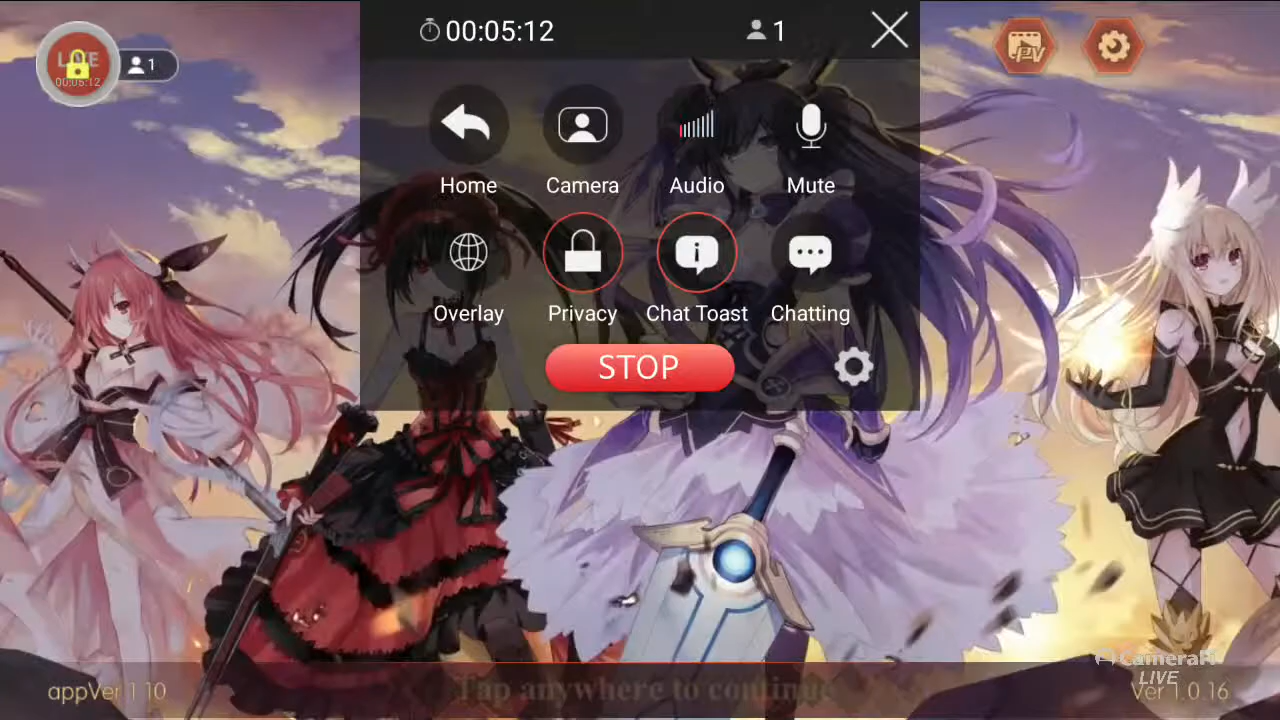 00:05:12
1
LIVE
00:05:12
1
PV
Home
Camera
Audio
Mute
Overlay
Privacy
Chat Toast
Chatting
STOP
Tap anywhere to continue
appVer 1.10
CameraFi
LIVE
Ver 1.0.16